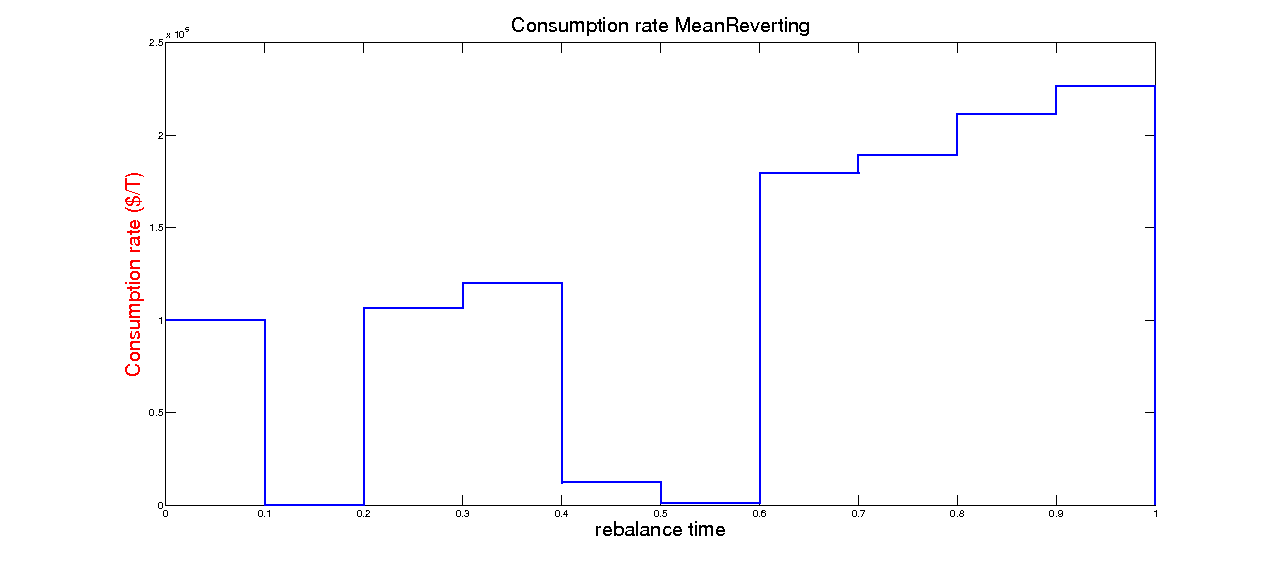 Consumption rate MeanReverting
x 10^5
2.5
2
1.5
1
0.5
0
Consumption rate ($/T)
0 0.1 0.2 0.3 0.4 0.5 0.6 0.7 0.8 0.9 1
rebalance time